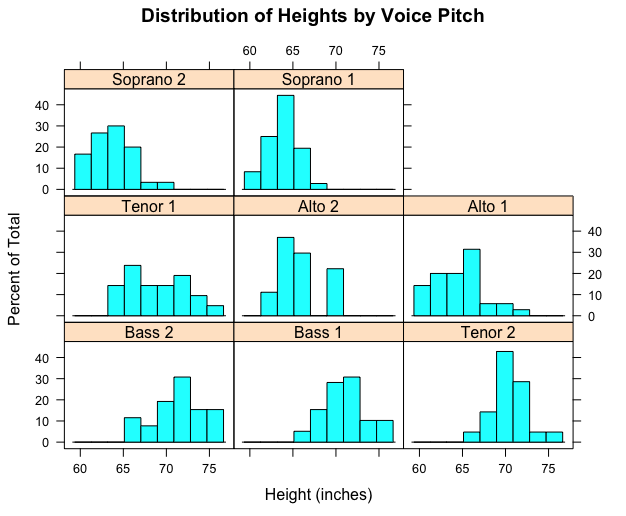 Distribution of Heights by Voice Pitch
60 65 70 75
Soprano 2 Soprano 1
40
30
20
10
0
Tenor 1 Alto 2 Alto 1
40
30
20
10
0
Percent of Total
Bass 2 Bass 1 Tenor 2
40
30
20
10
0
60 65 70 75 60 65 70 75
Height (inches)